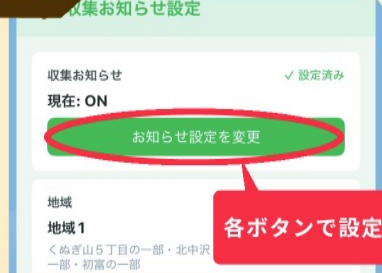 収集お知らせ設定
収集お知らせ
✓ 設定済み
現在: ON
お知らせ設定を変更
地域
地域1
各ボタンで設定
くぬぎ山5丁目の一部・北中沢
一部・初富の一部